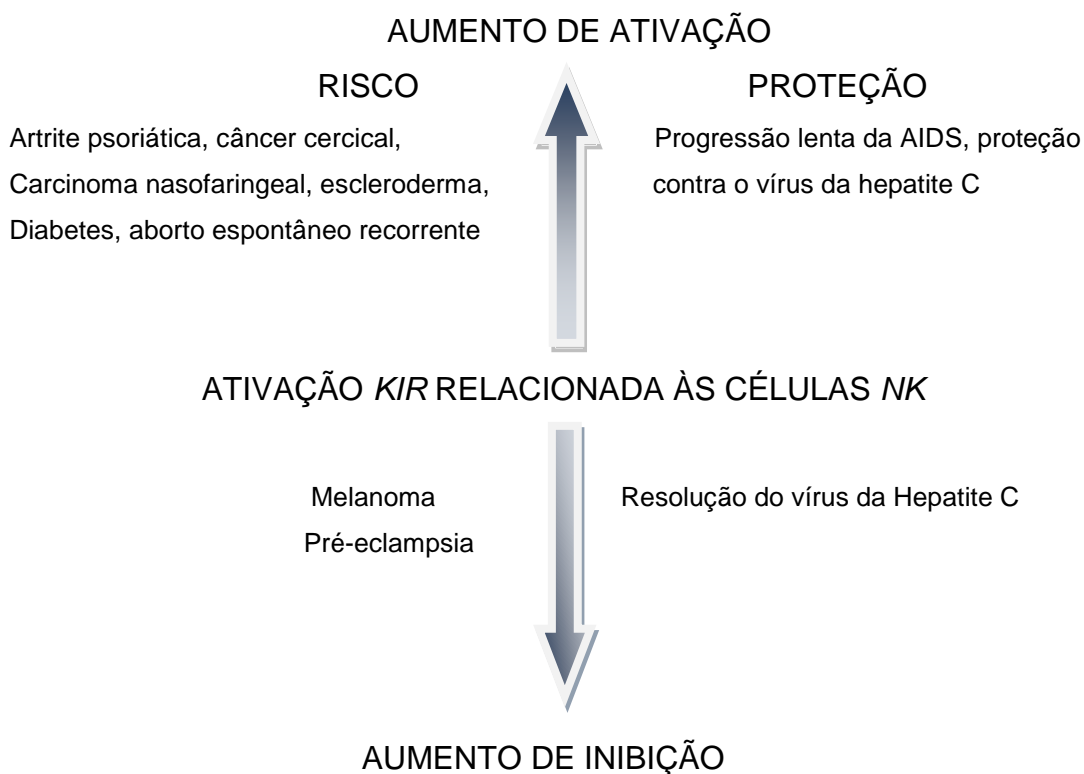 AUMENTO DE ATIVAÇÃO
RISCO
PROTEÇÃO
Artrite psoriática, câncer cercical,
Carcinoma nasofaringeal, escleroderma,
Diabetes, aborto espontâneo recorrente
Progressão lenta da AIDS, proteção
contra o vírus da hepatite C
ATIVAÇÃO KIR RELACIONADA ÀS CÉLULAS NK
Melanoma
Pré-eclampsia
Resolução do vírus da Hepatite C
AUMENTO DE INIBIÇÃO